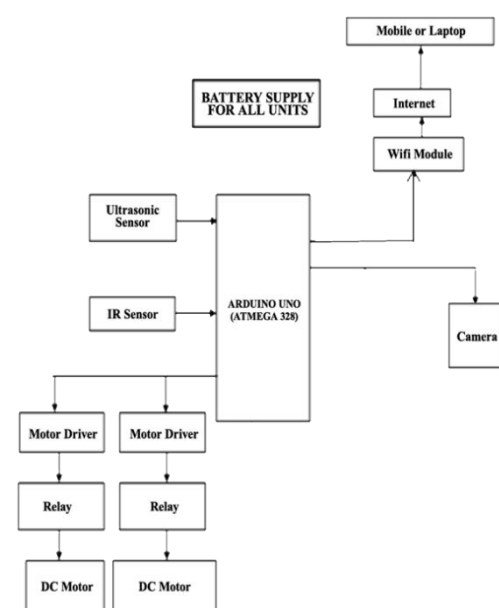 Mobile or Laptop
BATTERY SUPPLY
FOR ALL UNITS
Internet
Wifi Module
Ultrasonic
Sensor
ARDUINO UNO
(ATMEGA 328)
IR Sensor
Camera
Motor Driver
Motor Driver
Relay
Relay
DC Motor
DC Motor